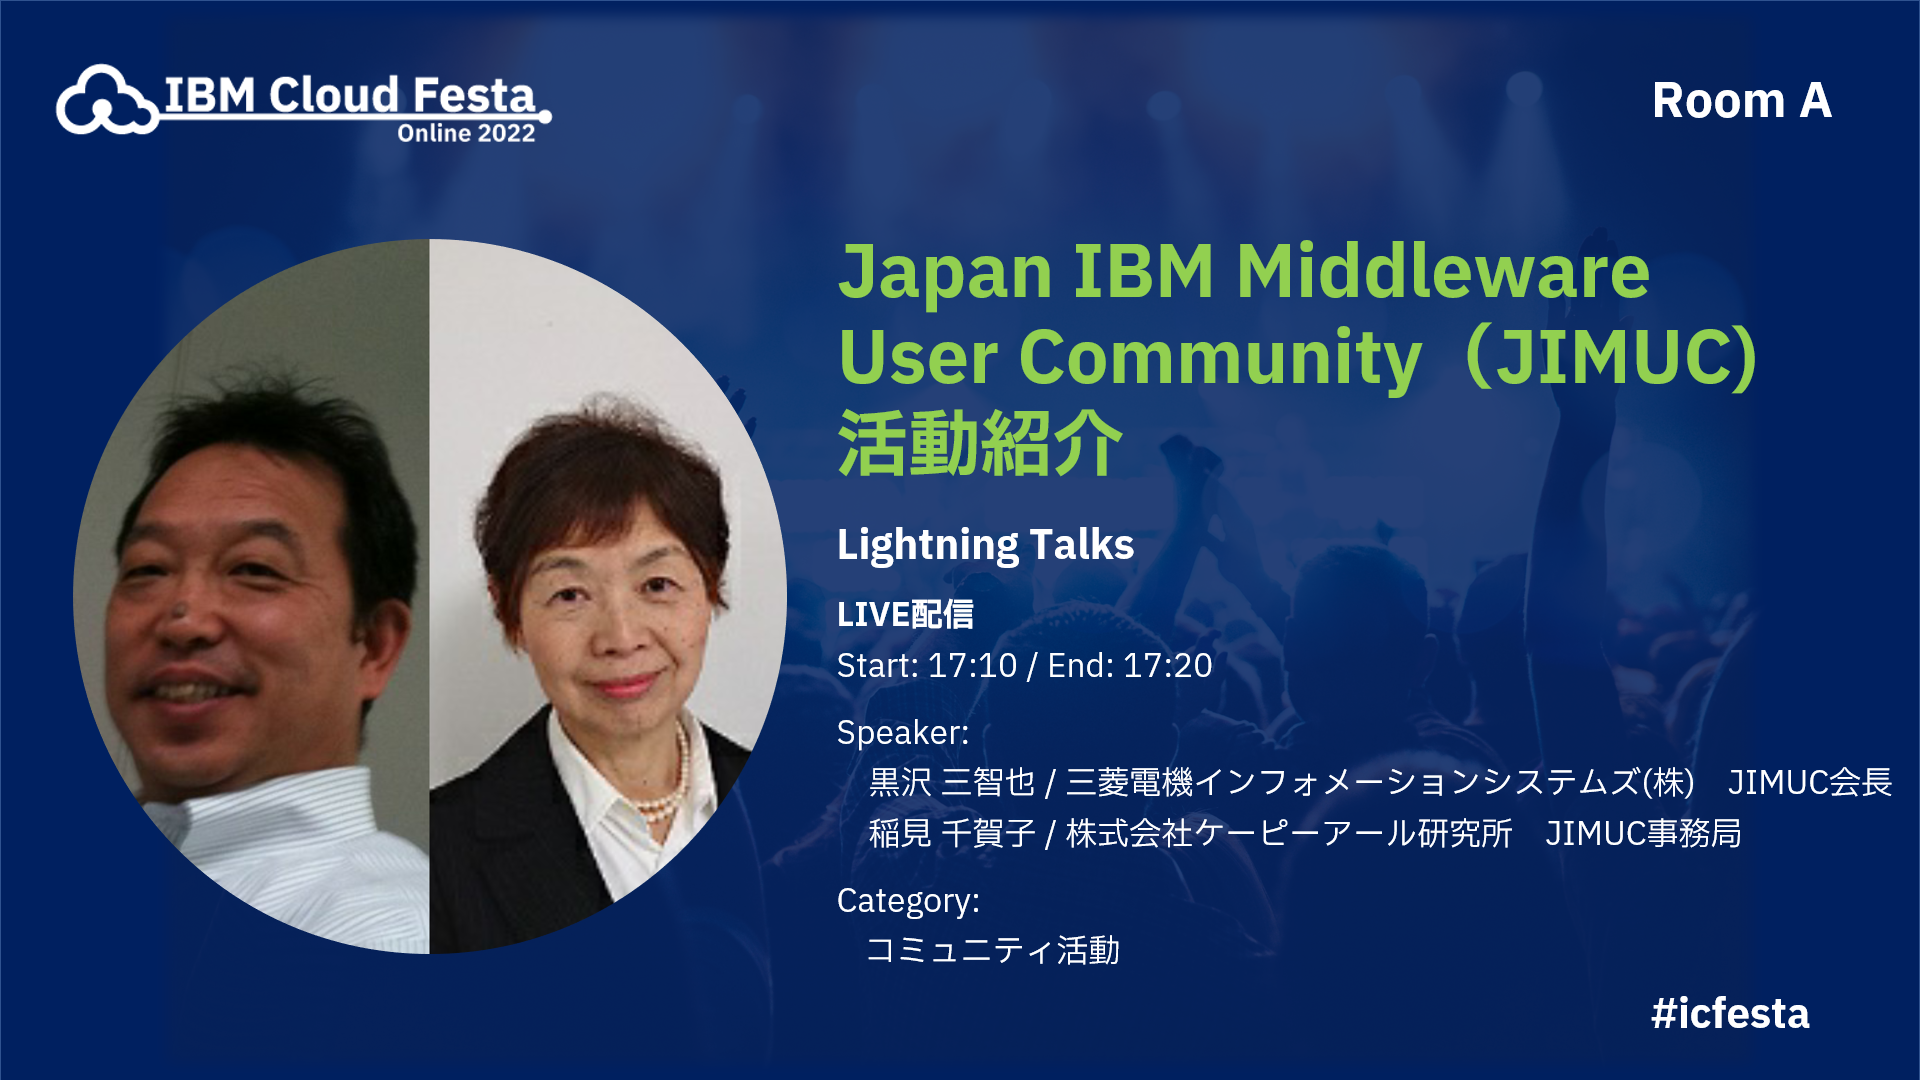 IBM Cloud Festa
Online 2022
Room A
Japan IBM Middleware
User Community（JIMUC)
活動紹介
Lightning Talks
LIVE配信
Start: 17:10 / End: 17:20
Speaker:
黒沢 三智也 / 三菱電機インフォメーションシステムズ(株)　JIMUC会長
稲見 千賀子 / 株式会社ケーピーアール研究所　JIMUC事務局
Category:
コミュニティ活動
#icfesta